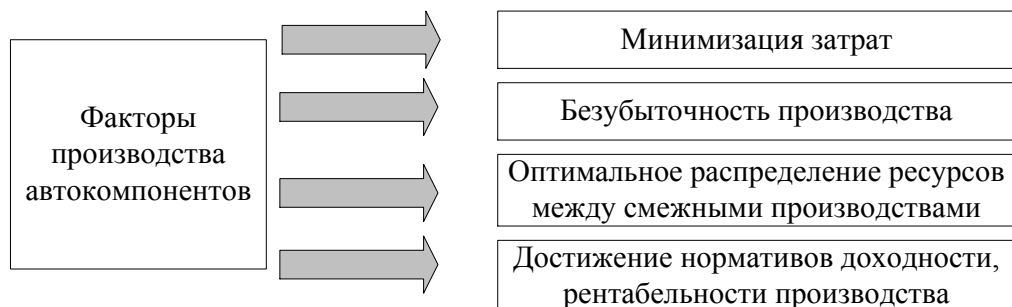 Факторы
производства
автокомпонентов
Минимизация затрат
Безубыточность производства
Оптимальное распределение ресурсов
между смежными производствами
Достижение нормативов доходности,
рентабельности производства